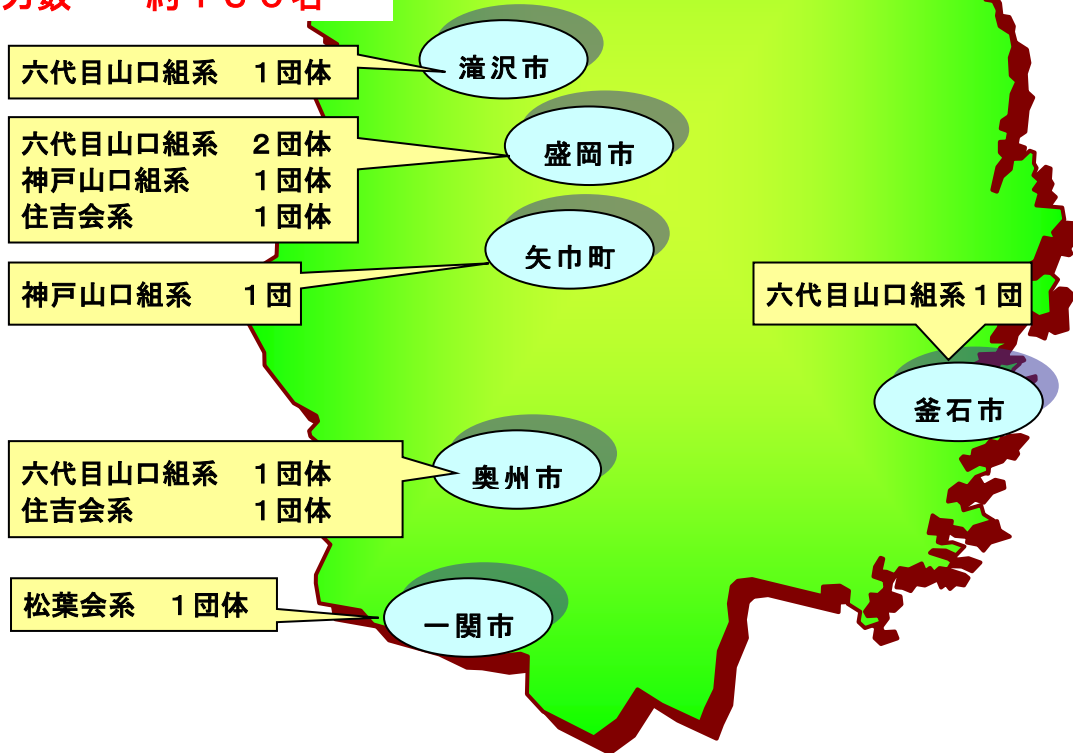 滝沢市
六代目山口組系　１団体
盛岡市
六代目山口組系　２団体
神戸山口組系　　１団体
住吉会系　　　　１団体
矢巾町
神戸山口組系　　１団
六代目山口組系１団
釜石市
奥州市
六代目山口組系　１団体
住吉会系　　　　１団体
松葉会系　１団体
一関市